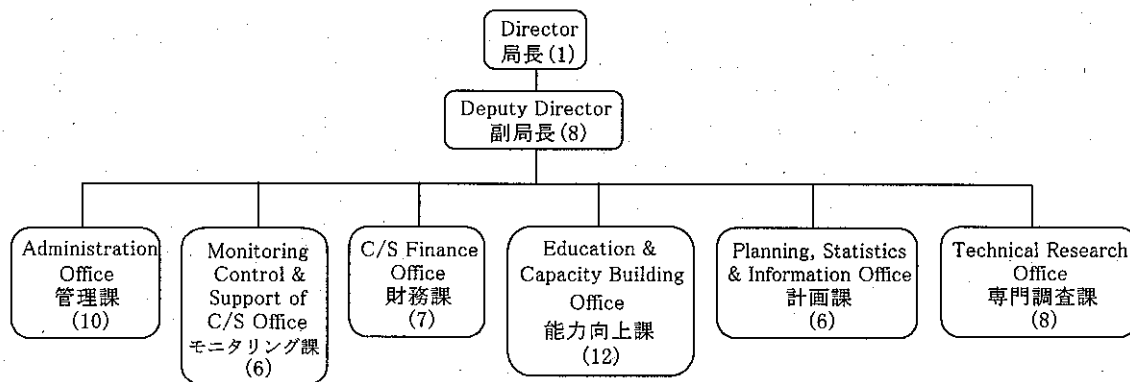 Director
局長(1)
Deputy Director
副局長(8)
Administration
Office
管理課
(10)
Monitoring
Control &
Support of
C/S Office
モニタリング課
(6)
C/S Finance
Office
財務課
(7)
Education &
Capacity Building
Office
能力向上課
(12)
Planning, Statistics
& Information Office
計画課
(6)
Technical Research
Office
専門調査課
(8)